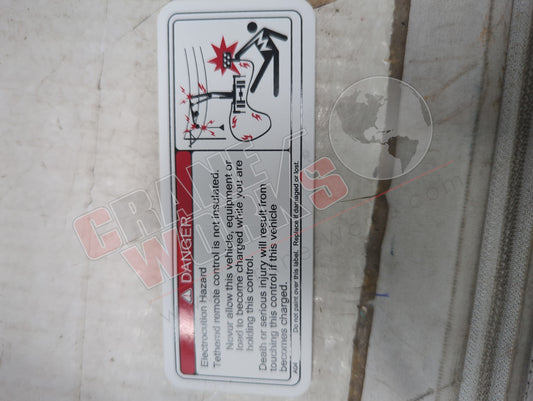 DANGER
Electrocution Hazard
Tethered remote control is not insulated.
Never allow this vehicle, equipment or
load to become charged while you are
holding this control.
Death or serious injury will result from
touching this control if this vehicle
becomes charged.
Do not paint over this label. Replace if damaged or lost.
CRANE
WORKS
.com